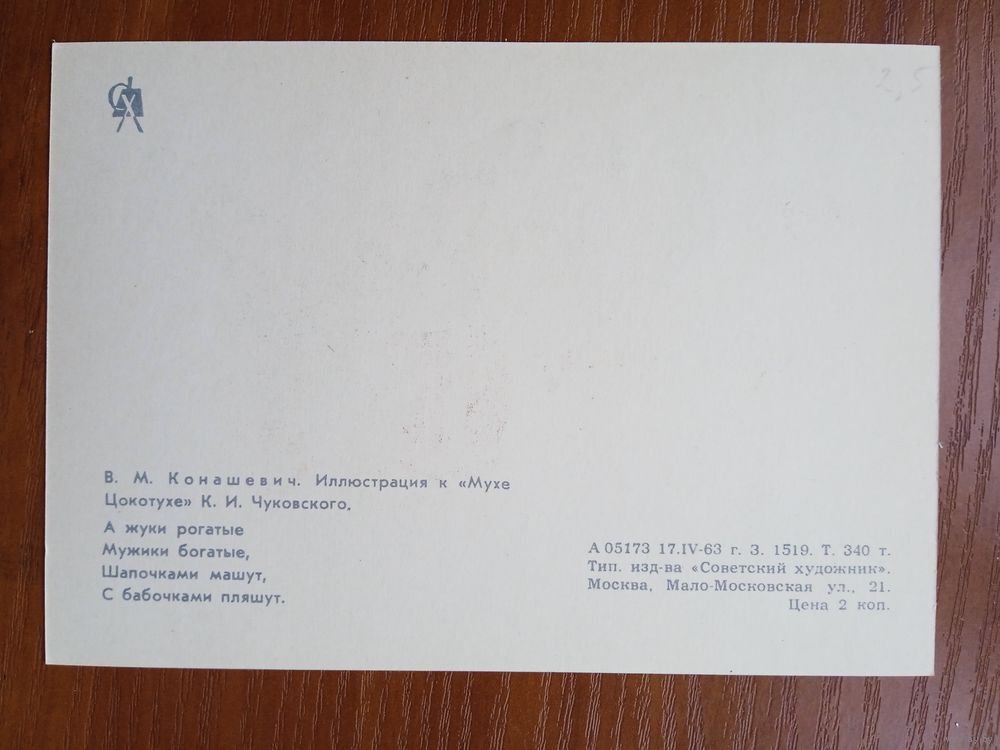 СХ
2,5
В. М. Конашевич. Иллюстрация к «Мухе
Цокотухе» К. И. Чуковского.
А жуки рогатые
Мужики богатые,
Шапочками машут,
С бабочками пляшут.
А 05173 17.IV-63 г. З. 1519. Т. 340 т.
Тип. изд-ва «Советский художник».
Москва, Мало-Московская ул., 21.
Цена 2 коп.